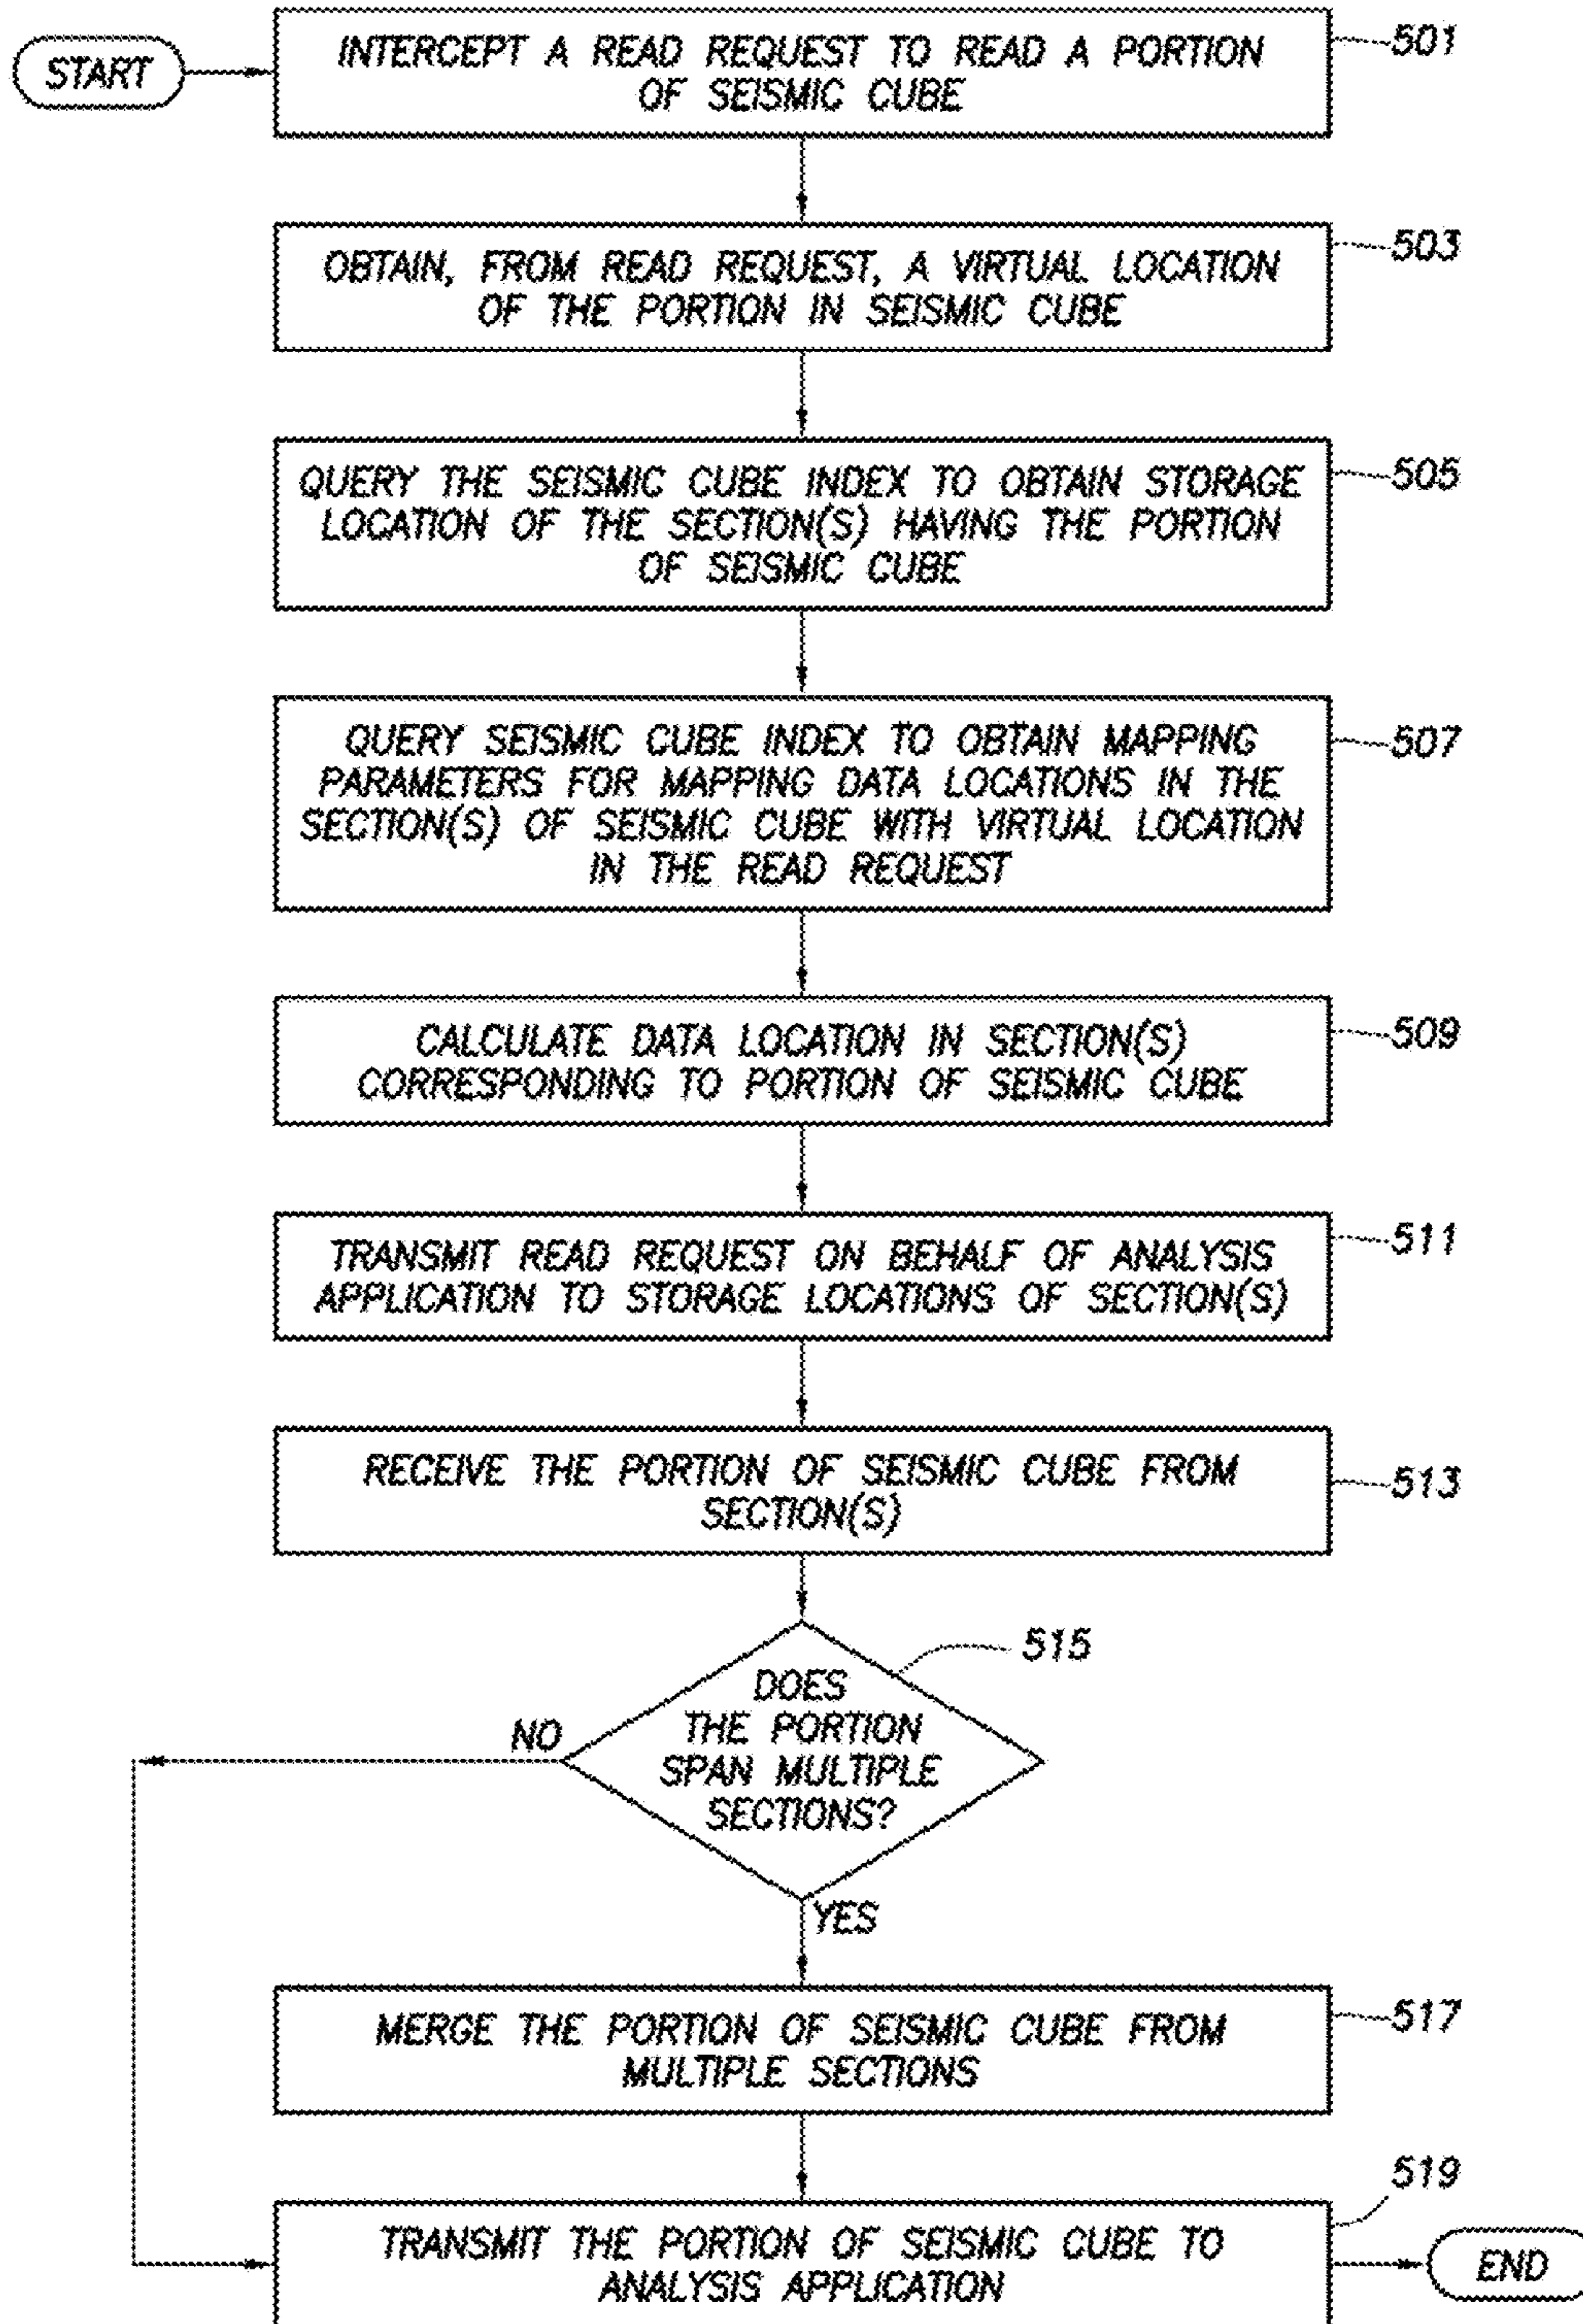 START
INTERCEPT A READ REQUEST TO READ A PORTION
OF SEISMIC CUBE
501
OBTAIN, FROM READ REQUEST, A VIRTUAL LOCATION
OF THE PORTION IN SEISMIC CUBE
503
QUERY THE SEISMIC CUBE INDEX TO OBTAIN STORAGE
LOCATION OF THE SECTION(S) HAVING THE PORTION
OF SEISMIC CUBE
505
QUERY SEISMIC CUBE INDEX TO OBTAIN MAPPING
PARAMETERS FOR MAPPING DATA LOCATIONS IN THE
SECTION(S) OF SEISMIC CUBE WITH VIRTUAL LOCATION
IN THE READ REQUEST
507
CALCULATE DATA LOCATION IN SECTION(S)
CORRESPONDING TO PORTION OF SEISMIC CUBE
509
TRANSMIT READ REQUEST ON BEHALF OF ANALYSIS
APPLICATION TO STORAGE LOCATIONS OF SECTION(S)
511
RECEIVE THE PORTION OF SEISMIC CUBE FROM
SECTION(S)
513
DOES
THE PORTION
SPAN MULTIPLE
SECTIONS?
515
NO
YES
MERGE THE PORTION OF SEISMIC CUBE FROM
MULTIPLE SECTIONS
517
TRANSMIT THE PORTION OF SEISMIC CUBE TO
ANALYSIS APPLICATION
519
END